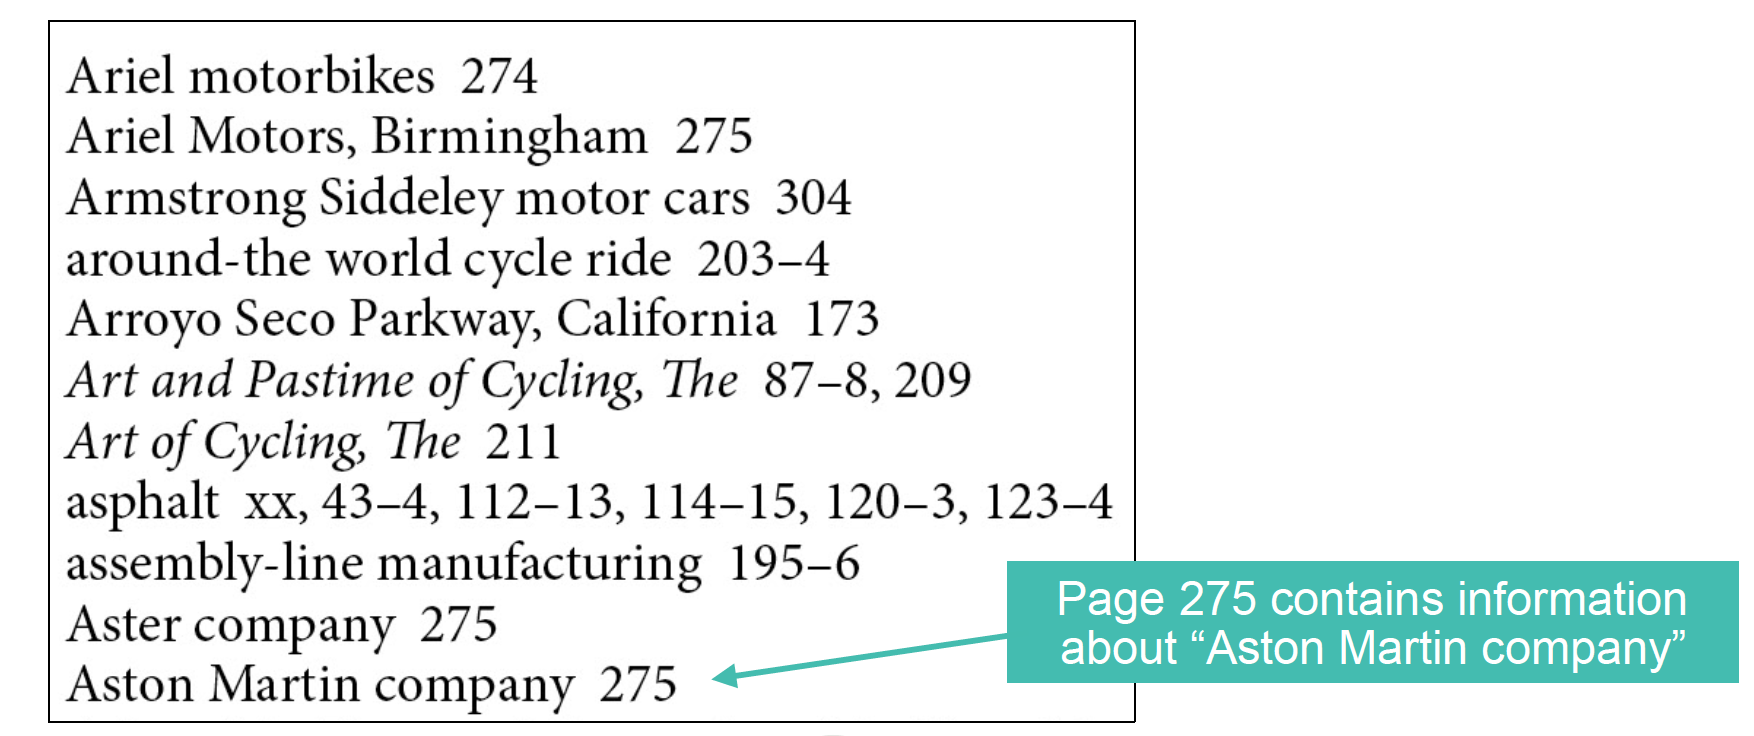 Ariel motorbikes 274
Ariel Motors, Birmingham 275
Armstrong Siddeley motor cars 304
around-the world cycle ride 203–4
Arroyo Seco Parkway, California 173
Art and Pastime of Cycling, The 87–8, 209
Art of Cycling, The 211
asphalt xx, 43–4, 112–13, 114–15, 120–3, 123–4
assembly-line manufacturing 195–6
Aster company 275
Aston Martin company 275
Page 275 contains information
about “Aston Martin company”